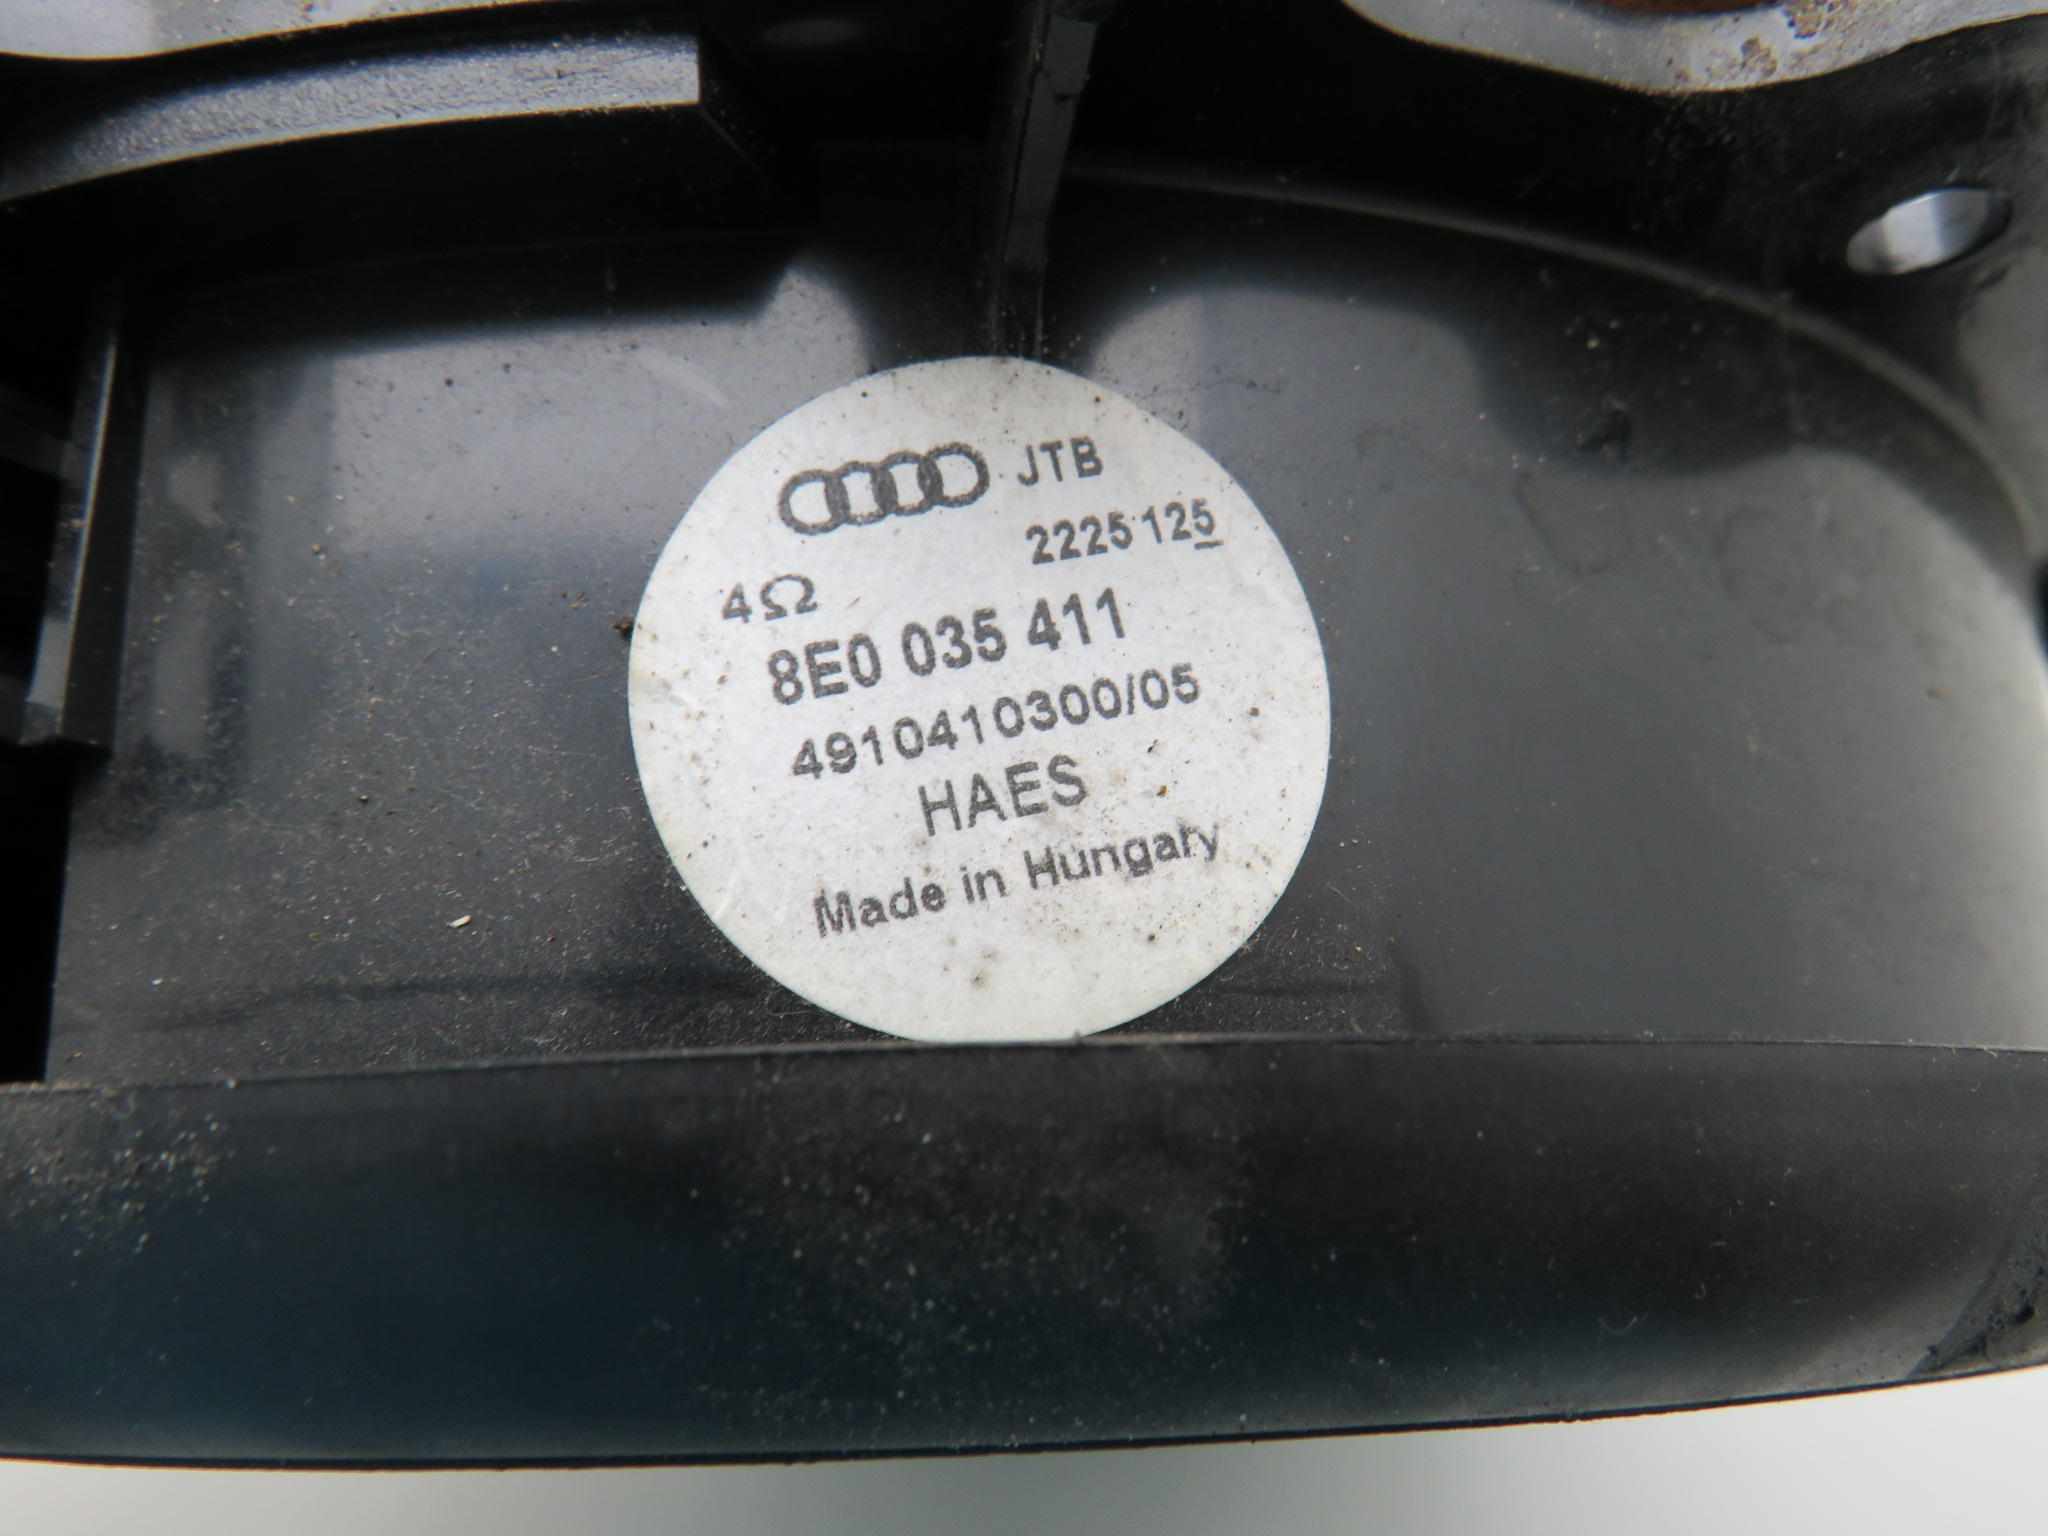 JTB
2225 125
4Ω
8E0 035 411
4910410300/05
HAES
Made in Hungary